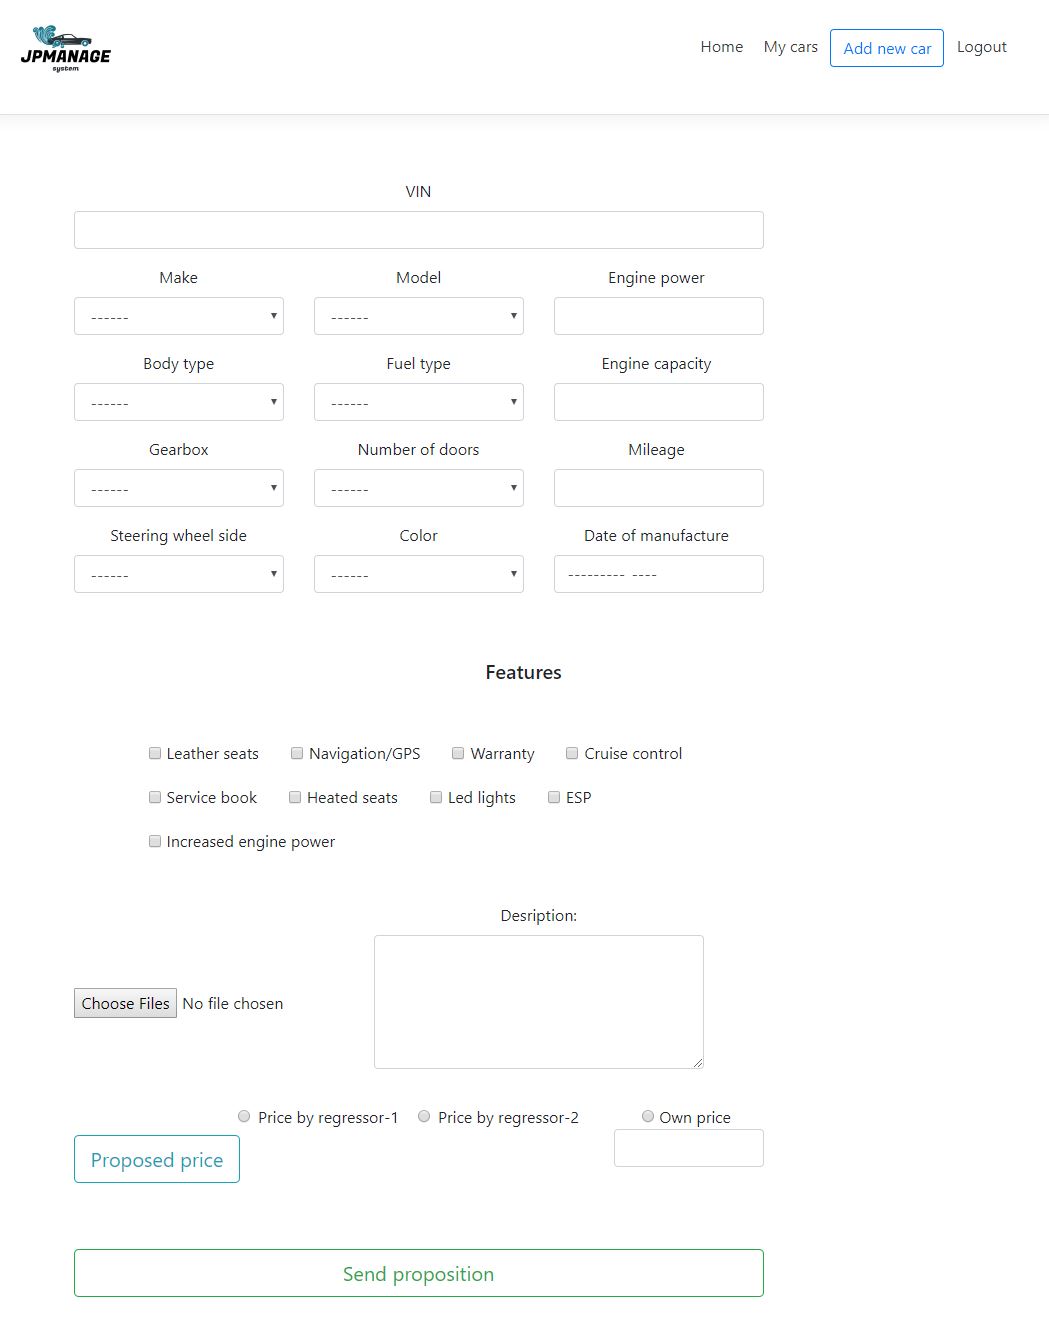 JPMANAGE
system
Home My cars Add new car Logout
VIN
Make Model Engine power
------ ------
Body type Fuel type Engine capacity
------ ------
Gearbox Number of doors Mileage
------ ------
Steering wheel side Color Date of manufacture
------ ------ --------- ----
Features
Leather seats Navigation/GPS Warranty Cruise control
Service book Heated seats Led lights ESP
Increased engine power
Desription:
Choose Files No file chosen
Price by regressor-1 Price by regressor-2 Own price
Proposed price
Send proposition